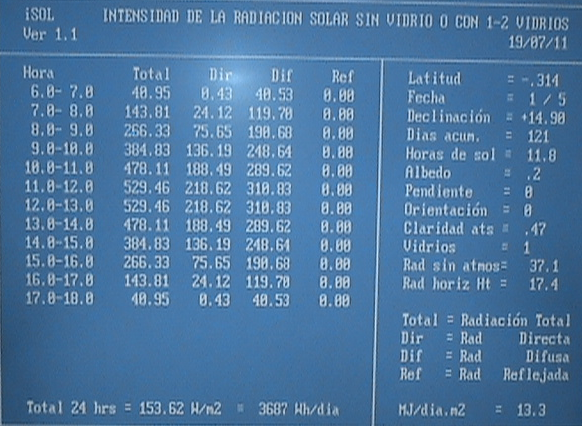 iSOL INTENSIDAD DE LA RADIACION SOLAR SIN VIDRIO O CON 1-2 VIDRIOS
Ver 1.1 19/07/11
Hora Total Dir Dif Ref
6.0- 7.0 40.95 0.43 40.53 0.00
7.0- 8.0 143.81 24.12 119.70 0.00
8.0- 9.0 266.33 75.65 190.68 0.00
9.0-10.0 384.83 136.19 248.64 0.00
10.0-11.0 478.11 188.49 289.62 0.00
11.0-12.0 529.46 218.62 310.83 0.00
12.0-13.0 529.46 218.62 310.83 0.00
13.0-14.0 478.11 188.49 289.62 0.00
14.0-15.0 384.83 136.19 248.64 0.00
15.0-16.0 266.33 75.65 190.68 0.00
16.0-17.0 143.81 24.12 119.70 0.00
17.0-18.0 40.95 0.43 40.53 0.00
Total 24 hrs = 153.62 W/m2 = 3687 Wh/dia
Latitud = -.314
Fecha = 1 / 5
Declinación = +14.90
Dias acum. = 121
Horas de sol = 11.8
Albedo = .2
Pendiente = 0
Orientación = 0
Claridad ats = .47
Vidrios = 1
Rad sin atmos= 37.1
Rad horiz Ht = 17.4
Total = Radiación Total
Dir = Rad Directa
Dif = Rad Difusa
Ref = Rad Reflejada
MJ/dia.m2 = 13.3